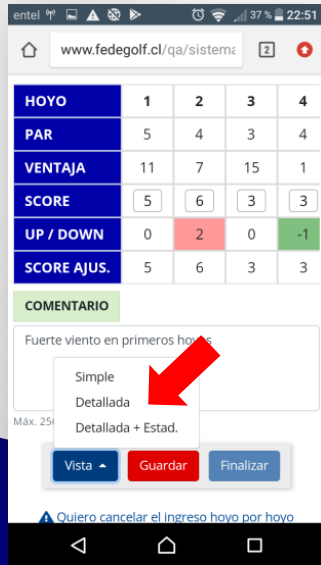 entel 37 % 22:51
www.fedegolf.cl/qa/sistema 2
HOYO 1 2 3 4
PAR 5 4 3 4
VENTAJA 11 7 15 1
SCORE 5 6 3 3
UP / DOWN 0 2 0 -1
SCORE AJUS. 5 6 3 3
COMENTARIO
Fuerte viento en primeros
Simple
Detallada
Máx.
Detallada + Estad.
Vista Guardar Finalizar
Quiero cancelar el ingreso hoyo por hoyo